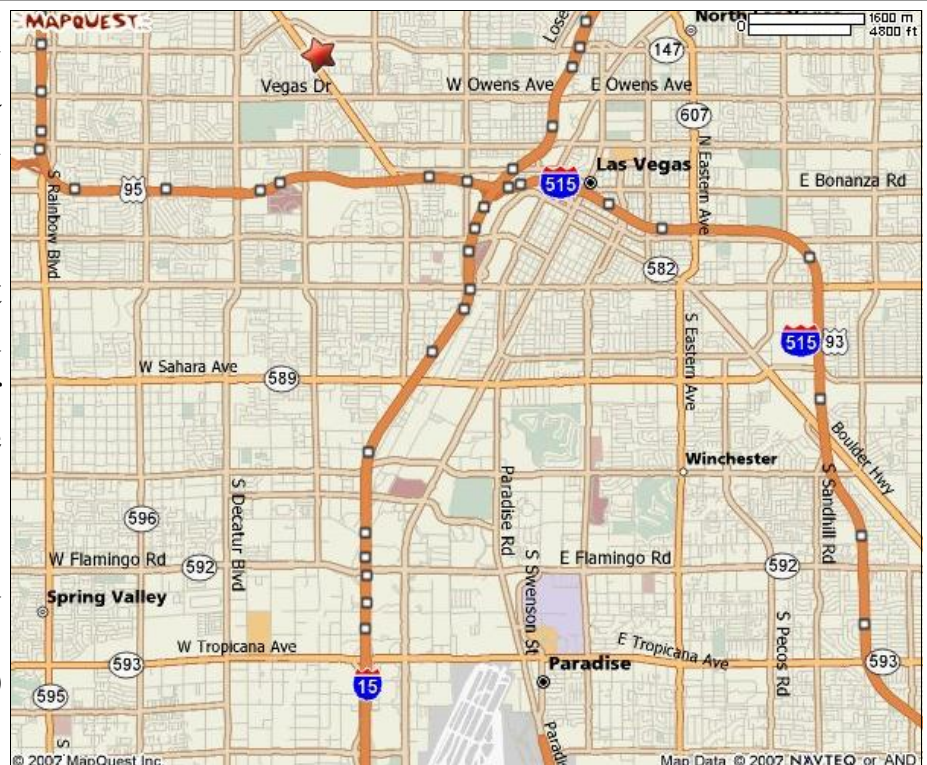 MAPQUEST
North Las Vegas
0
1600 m
4800 ft
Lose
147
Vegas Dr
W Owens Ave
E Owens Ave
607
N Eastern Ave
Las Vegas
515
95
E Bonanza Rd
S Rainbow Blvd
582
S Eastern Ave
515
93
W Sahara Ave
589
Boulder Hwy
Winchester
Paradise Rd
S Sandhill Rd
S Decatur Blvd
596
W Flamingo Rd
592
E Flamingo Rd
592
S Swenson St
Spring Valley
S Pecos Rd
W Tropicana Ave
E Tropicana Ave
593
Paradise
593
15
595
S
Paradi
© 2007 MapQuest Inc
Map Data © 2007 NAVTEQ or AND